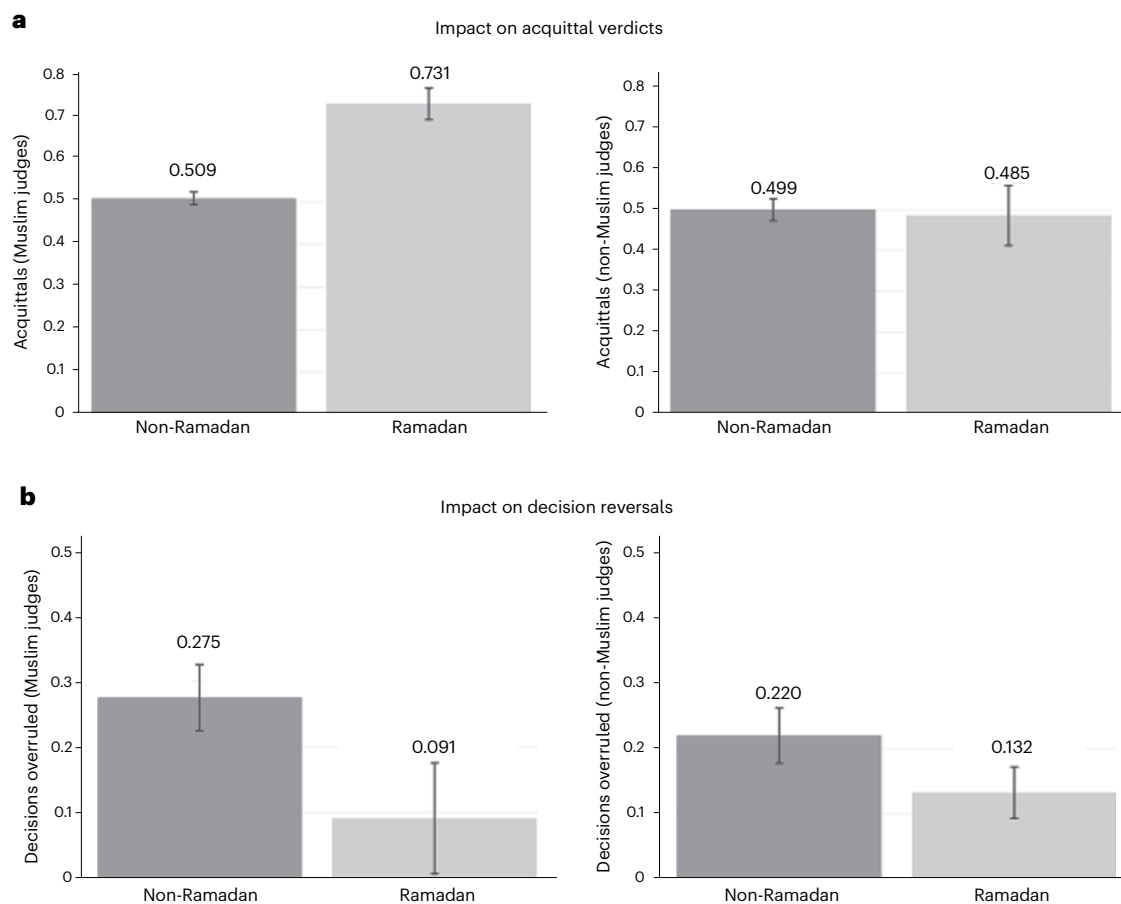 a
Impact on acquittal verdicts
Acquittals (Muslim judges)
0.8
0.7
0.6
0.5
0.4
0.3
0.2
0.1
0
0.509
0.731
Non-Ramadan
Ramadan
Acquittals (non-Muslim judges)
0.8
0.7
0.6
0.5
0.4
0.3
0.2
0.1
0
0.499
0.485
Non-Ramadan
Ramadan
b
Impact on decision reversals
Decisions overruled (Muslim judges)
0.5
0.4
0.3
0.2
0.1
0
0.275
0.091
Non-Ramadan
Ramadan
Decisions overruled (non-Muslim judges)
0.5
0.4
0.3
0.2
0.1
0
0.220
0.132
Non-Ramadan
Ramadan